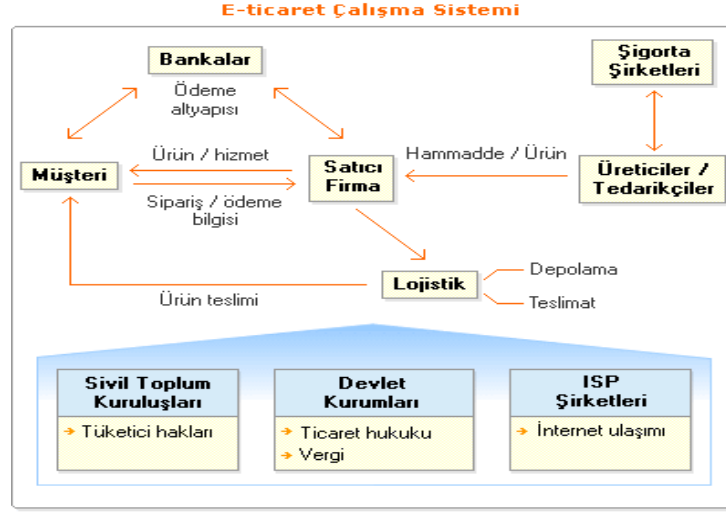 E-ticaret Çalışma Sistemi
Bankalar
Şigorta
Şirketleri
Ödeme
altyapısı
Ürün / hizmet
Müşteri
Satıcı
Firma
Hammadde / Ürün
Üreticiler /
Tedarikçiler
Sipariş / ödeme
bilgisi
Lojistik
Depolama
Teslimat
Ürün teslimi
Sivil Toplum
Kuruluşları
Tüketici hakları
Devlet
Kurumları
Ticaret hukuku
Vergi
ISP
Şirketleri
İnternet ulaşımı